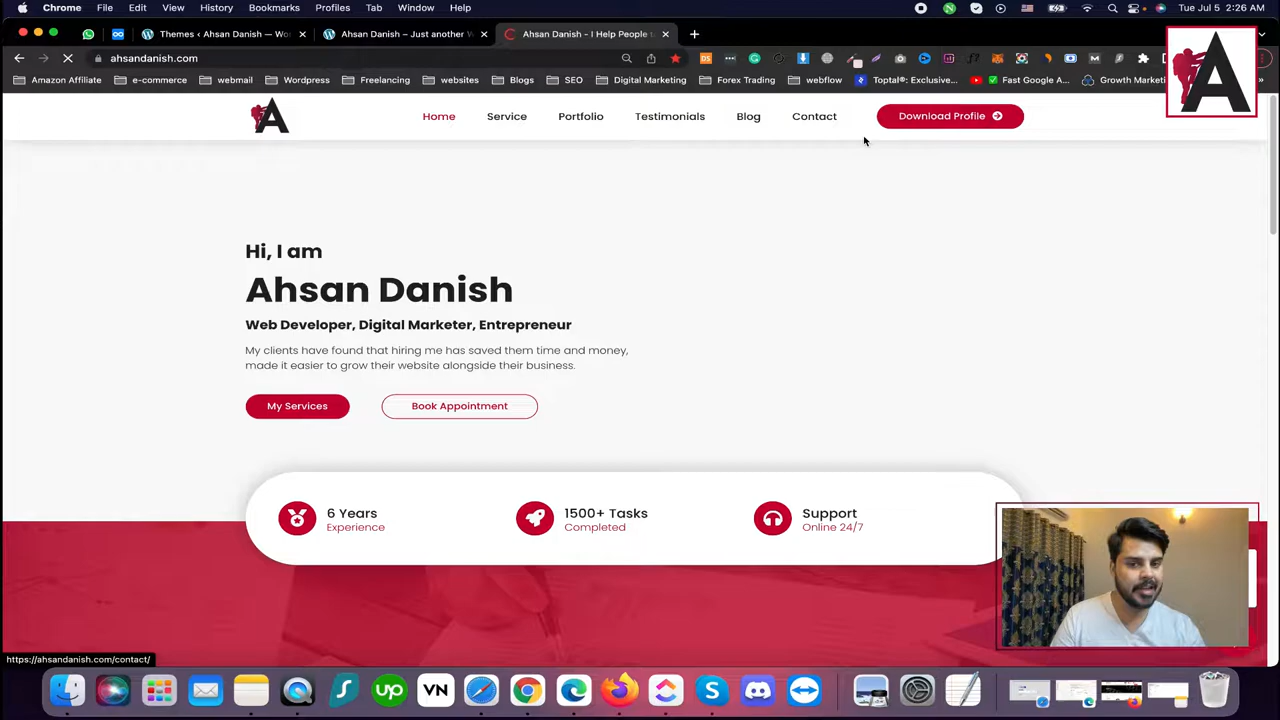 Chrome File Edit View History Bookmarks Profiles Tab Window Help
Tue Jul 5 2:26 AM
Themes ‹ Ahsan Danish — Wor
Ahsan Danish – Just another W
Ahsan Danish - I Help People t
ahsandanish.com
Amazon Affiliate e-commerce webmail Wordpress Freelancing websites Blogs SEO Digital Marketing Forex Trading webflow Toptal®: Exclusive... Fast Google A... Growth Marketi
A
A Home Service Portfolio Testimonials Blog Contact Download Profile
Hi, I am
Ahsan Danish
Web Developer, Digital Marketer, Entrepreneur
My clients have found that hiring me has saved them time and money,
made it easier to grow their website alongside their business.
My Services Book Appointment
6 Years
Experience
1500+ Tasks
Completed
Support
Online 24/7
https://ahsandanish.com/contact/
up VN